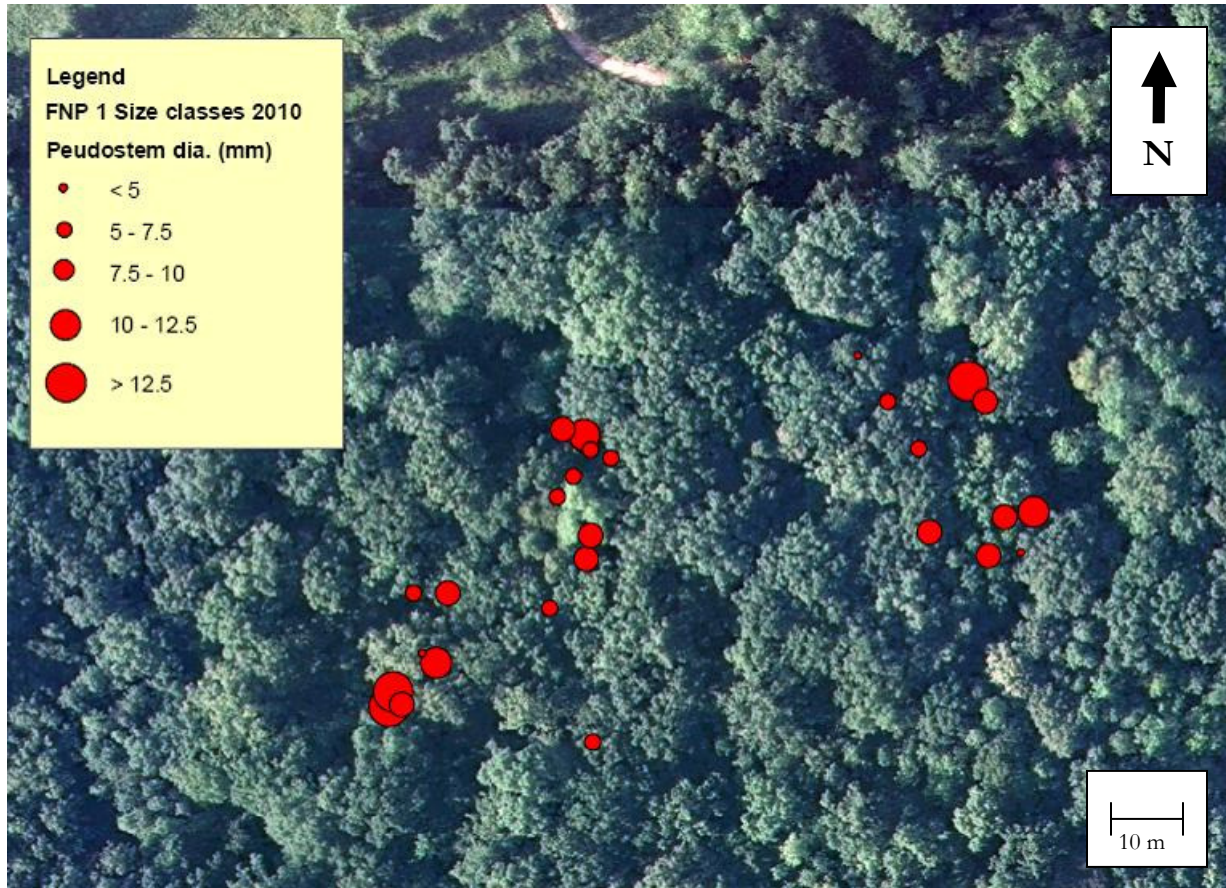 Legend
FNP 1 Size classes 2010
Peudostem dia. (mm)
< 5
5 - 7.5
7.5 - 10
10 - 12.5
> 12.5
N
10 m